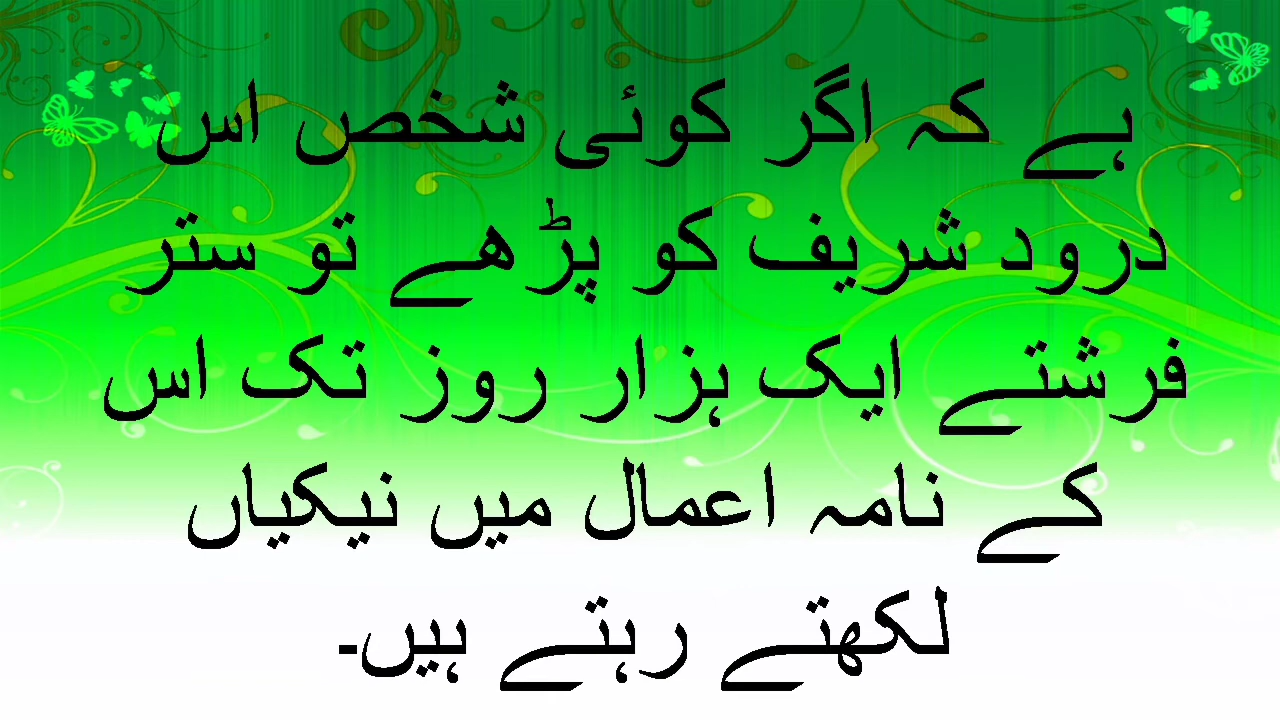 ہے کہ اگر کوئی شخص اس
درود شریف کو پڑھے تو ستر
فرشتے ایک ہزار روز تک اس
کے نامہ اعمال میں نیکیاں
لکھتے رہتے ہیں۔